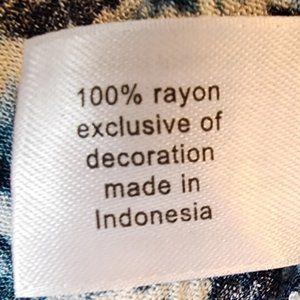 100% rayon
exclusive of
decoration
made in
Indonesia